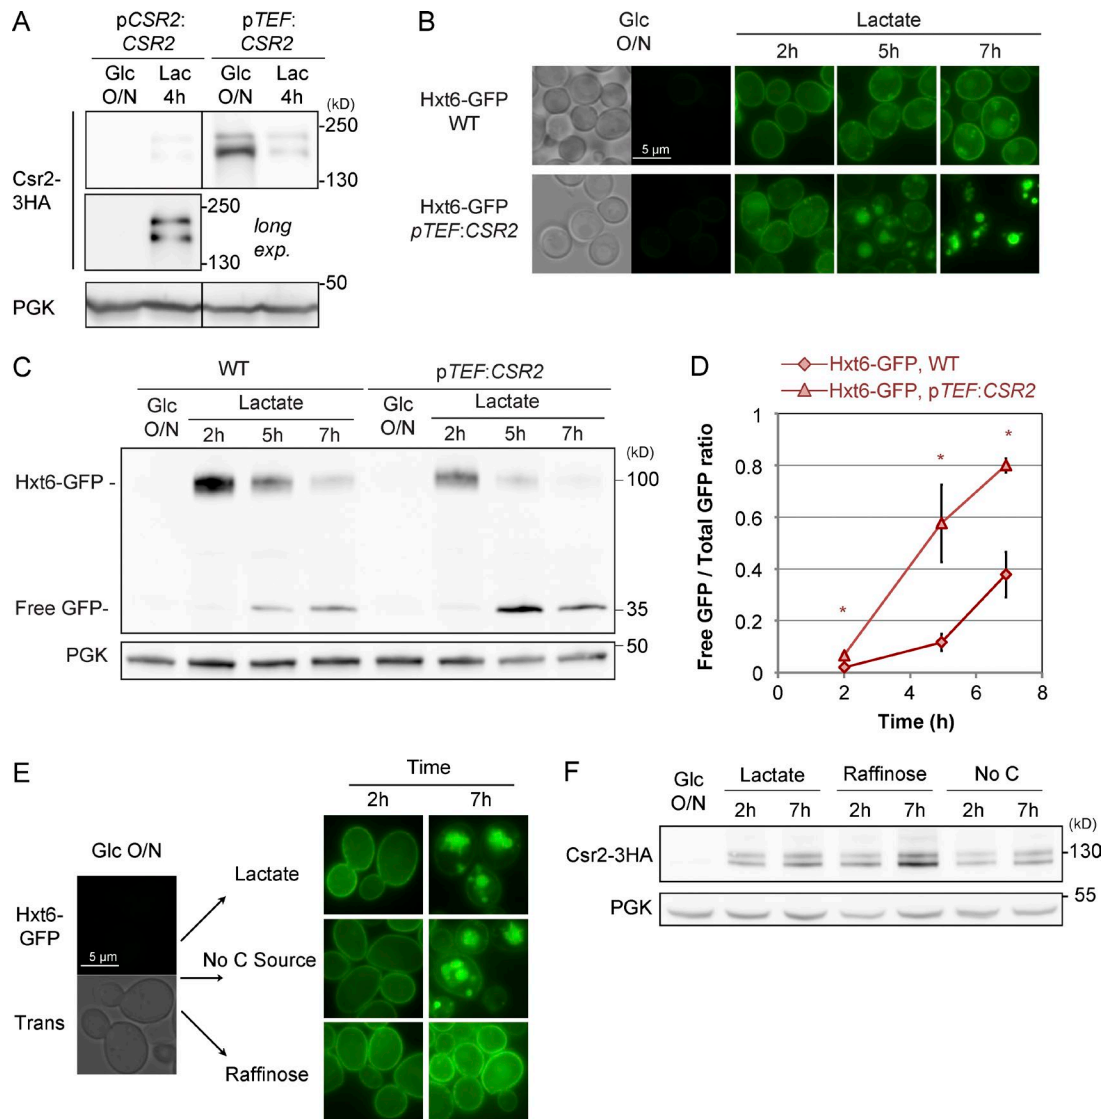 A
pCSR2:
CSR2
pTEF:
CSR2
Glc
O/N
Lac
4h
Glc
O/N
Lac
4h
(kD)
-250
-130
Csr2-
3HA
-250
long
exp.
-130
-50
PGK
B
Glc
O/N
Lactate
2h 5h 7h
Hxt6-GFP
WT
5 µm
Hxt6-GFP
pTEF:CSR2
C
WT
pTEF:CSR2
Glc
O/N
Lactate
2h 5h 7h
Glc
O/N
Lactate
2h 5h 7h
(kD)
Hxt6-GFP -
100
Free GFP-
35
50
PGK
D
Hxt6-GFP, WT
Hxt6-GFP, pTEF:CSR2
Free GFP / Total GFP ratio
1
0.8
0.6
0.4
0.2
0
* * *
0 2 4 6 8
Time (h)
E
Time
2h 7h
Glc O/N
Hxt6-
GFP
5 µm
Trans
Lactate
No C Source
Raffinose
F
Glc
O/N
Lactate Raffinose No C
2h 7h 2h 7h 2h 7h
(kD)
Csr2-3HA
130
55
PGK